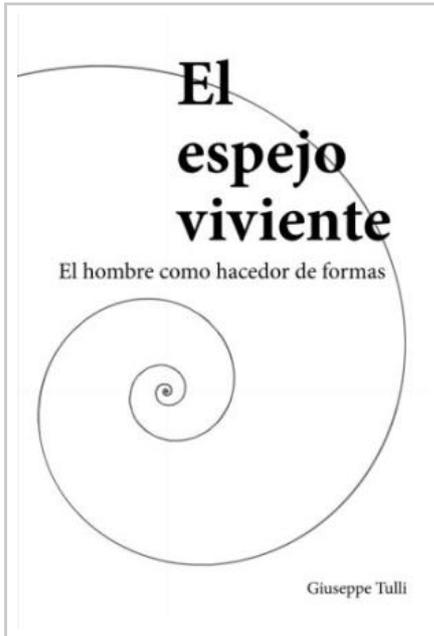 El
espejo
viviente
El hombre como hacedor de formas
Giuseppe Tulli